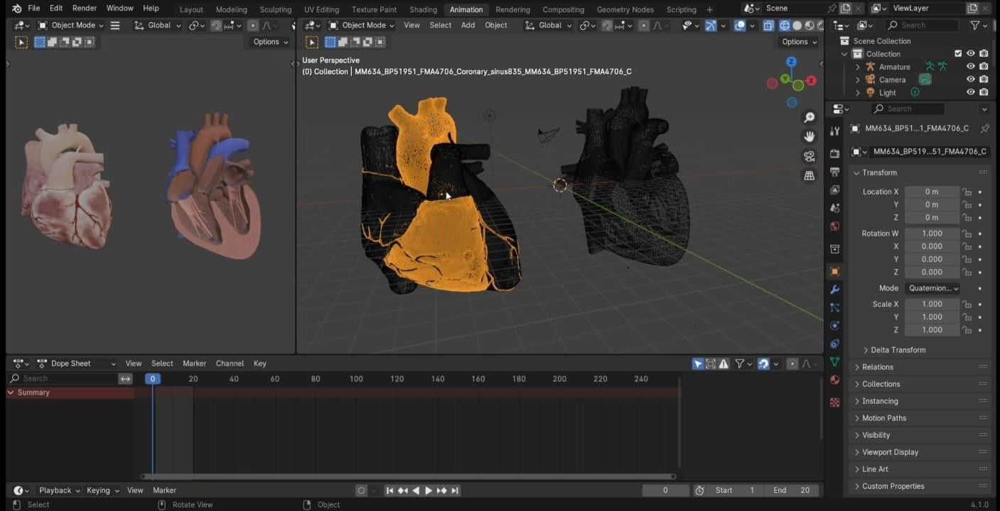 File Edit Render Window Help Layout Modeling Sculpting UV Editing Texture Paint Shading Animation Rendering Compositing Geometry Nodes Scripting + Scene ViewLayer
Object Mode Global Object Mode View Select Add Object Global Search
Options Options
Scene Collection
Collection
Armature
Camera
Light
User Perspective
(0) Collection | MM634_BP51951_FMA4706_Coronary_sinus835_MM634_BP51951_FMA4706_C
Z
Y
X
Search
MM634_BP51...1_FMA4706_C
MM634_BP519...51_FMA4706_C
Transform
Location X 0 m
Y 0 m
Z 0 m
Rotation W 1.000
X 0.000
Y 0.000
Z 0.000
Mode Quaternion...
Scale X 1.000
Y 1.000
Z 1.000
Delta Transform
Relations
Collections
Instancing
Motion Paths
Visibility
Viewport Display
Line Art
Custom Properties
Dope Sheet View Select Marker Channel Key
Search 0 20 40 60 80 100 120 140 160 180 200 220 240
Summary
Playback Keying View Marker 0 Start 1 End 20
Select Rotate View Object 4.1.0